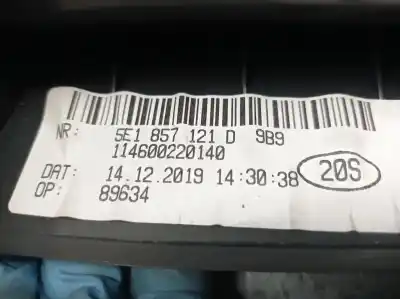 NR: 5E1 857 121 D 9B9
114600220140
DAT: 14.12.2019 14:30:38
OP: 89634
20S